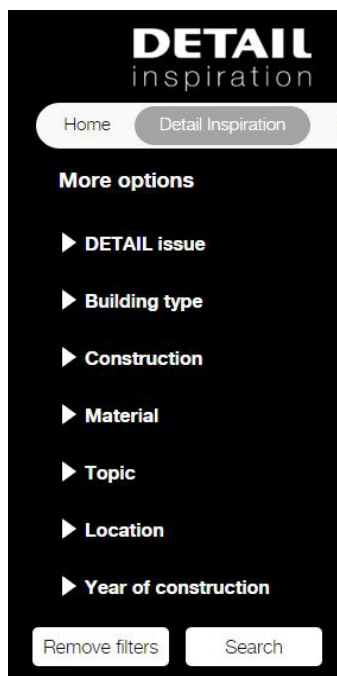 DETAIL
inspiration
Home Detail Inspiration
More options
DETAIL issue
Building type
Construction
Material
Topic
Location
Year of construction
Remove filters Search